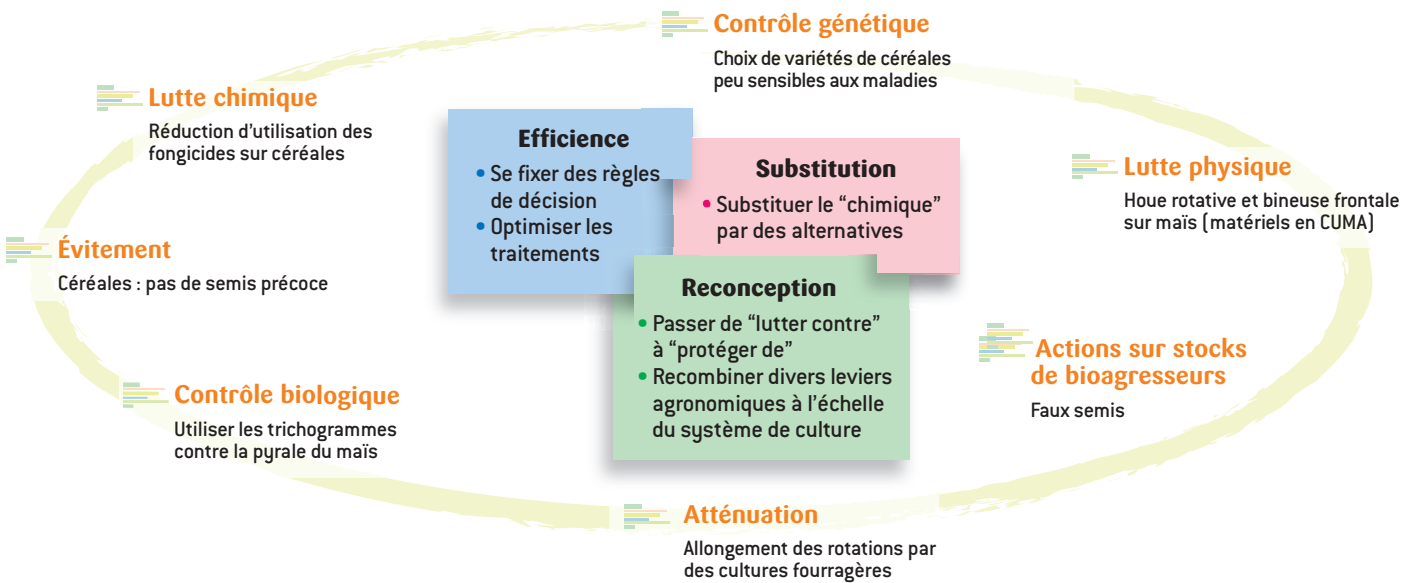 Contrôle génétique
Choix de variétés de céréales
peu sensibles aux maladies
Lutte chimique
Réduction d'utilisation des
fongicides sur céréales
Efficience
• Se fixer des règles
de décision
• Optimiser les
traitements
Substitution
• Substituer le “chimique”
par des alternatives
Lutte physique
Houe rotative et bineuse frontale
sur maïs (matériels en CUMA)
Évitement
Céréales : pas de semis précoce
Reconception
• Passer de “lutter contre”
à “protéger de”
• Recombiner divers leviers
agronomiques à l'échelle
du système de culture
Actions sur stocks
de bioagresseurs
Faux semis
Contrôle biologique
Utiliser les trichogrammes
contre la pyrale du maïs
Atténuation
Allongement des rotations par
des cultures fourragères